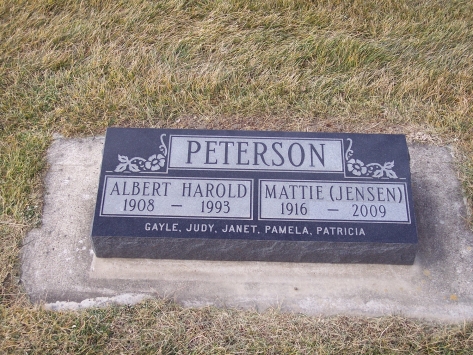 PETERSON
ALBERT HAROLD
1908 — 1993
MATTIE (JENSEN)
1916 — 2009
GAYLE, JUDY, JANET, PAMELA, PATRICIA